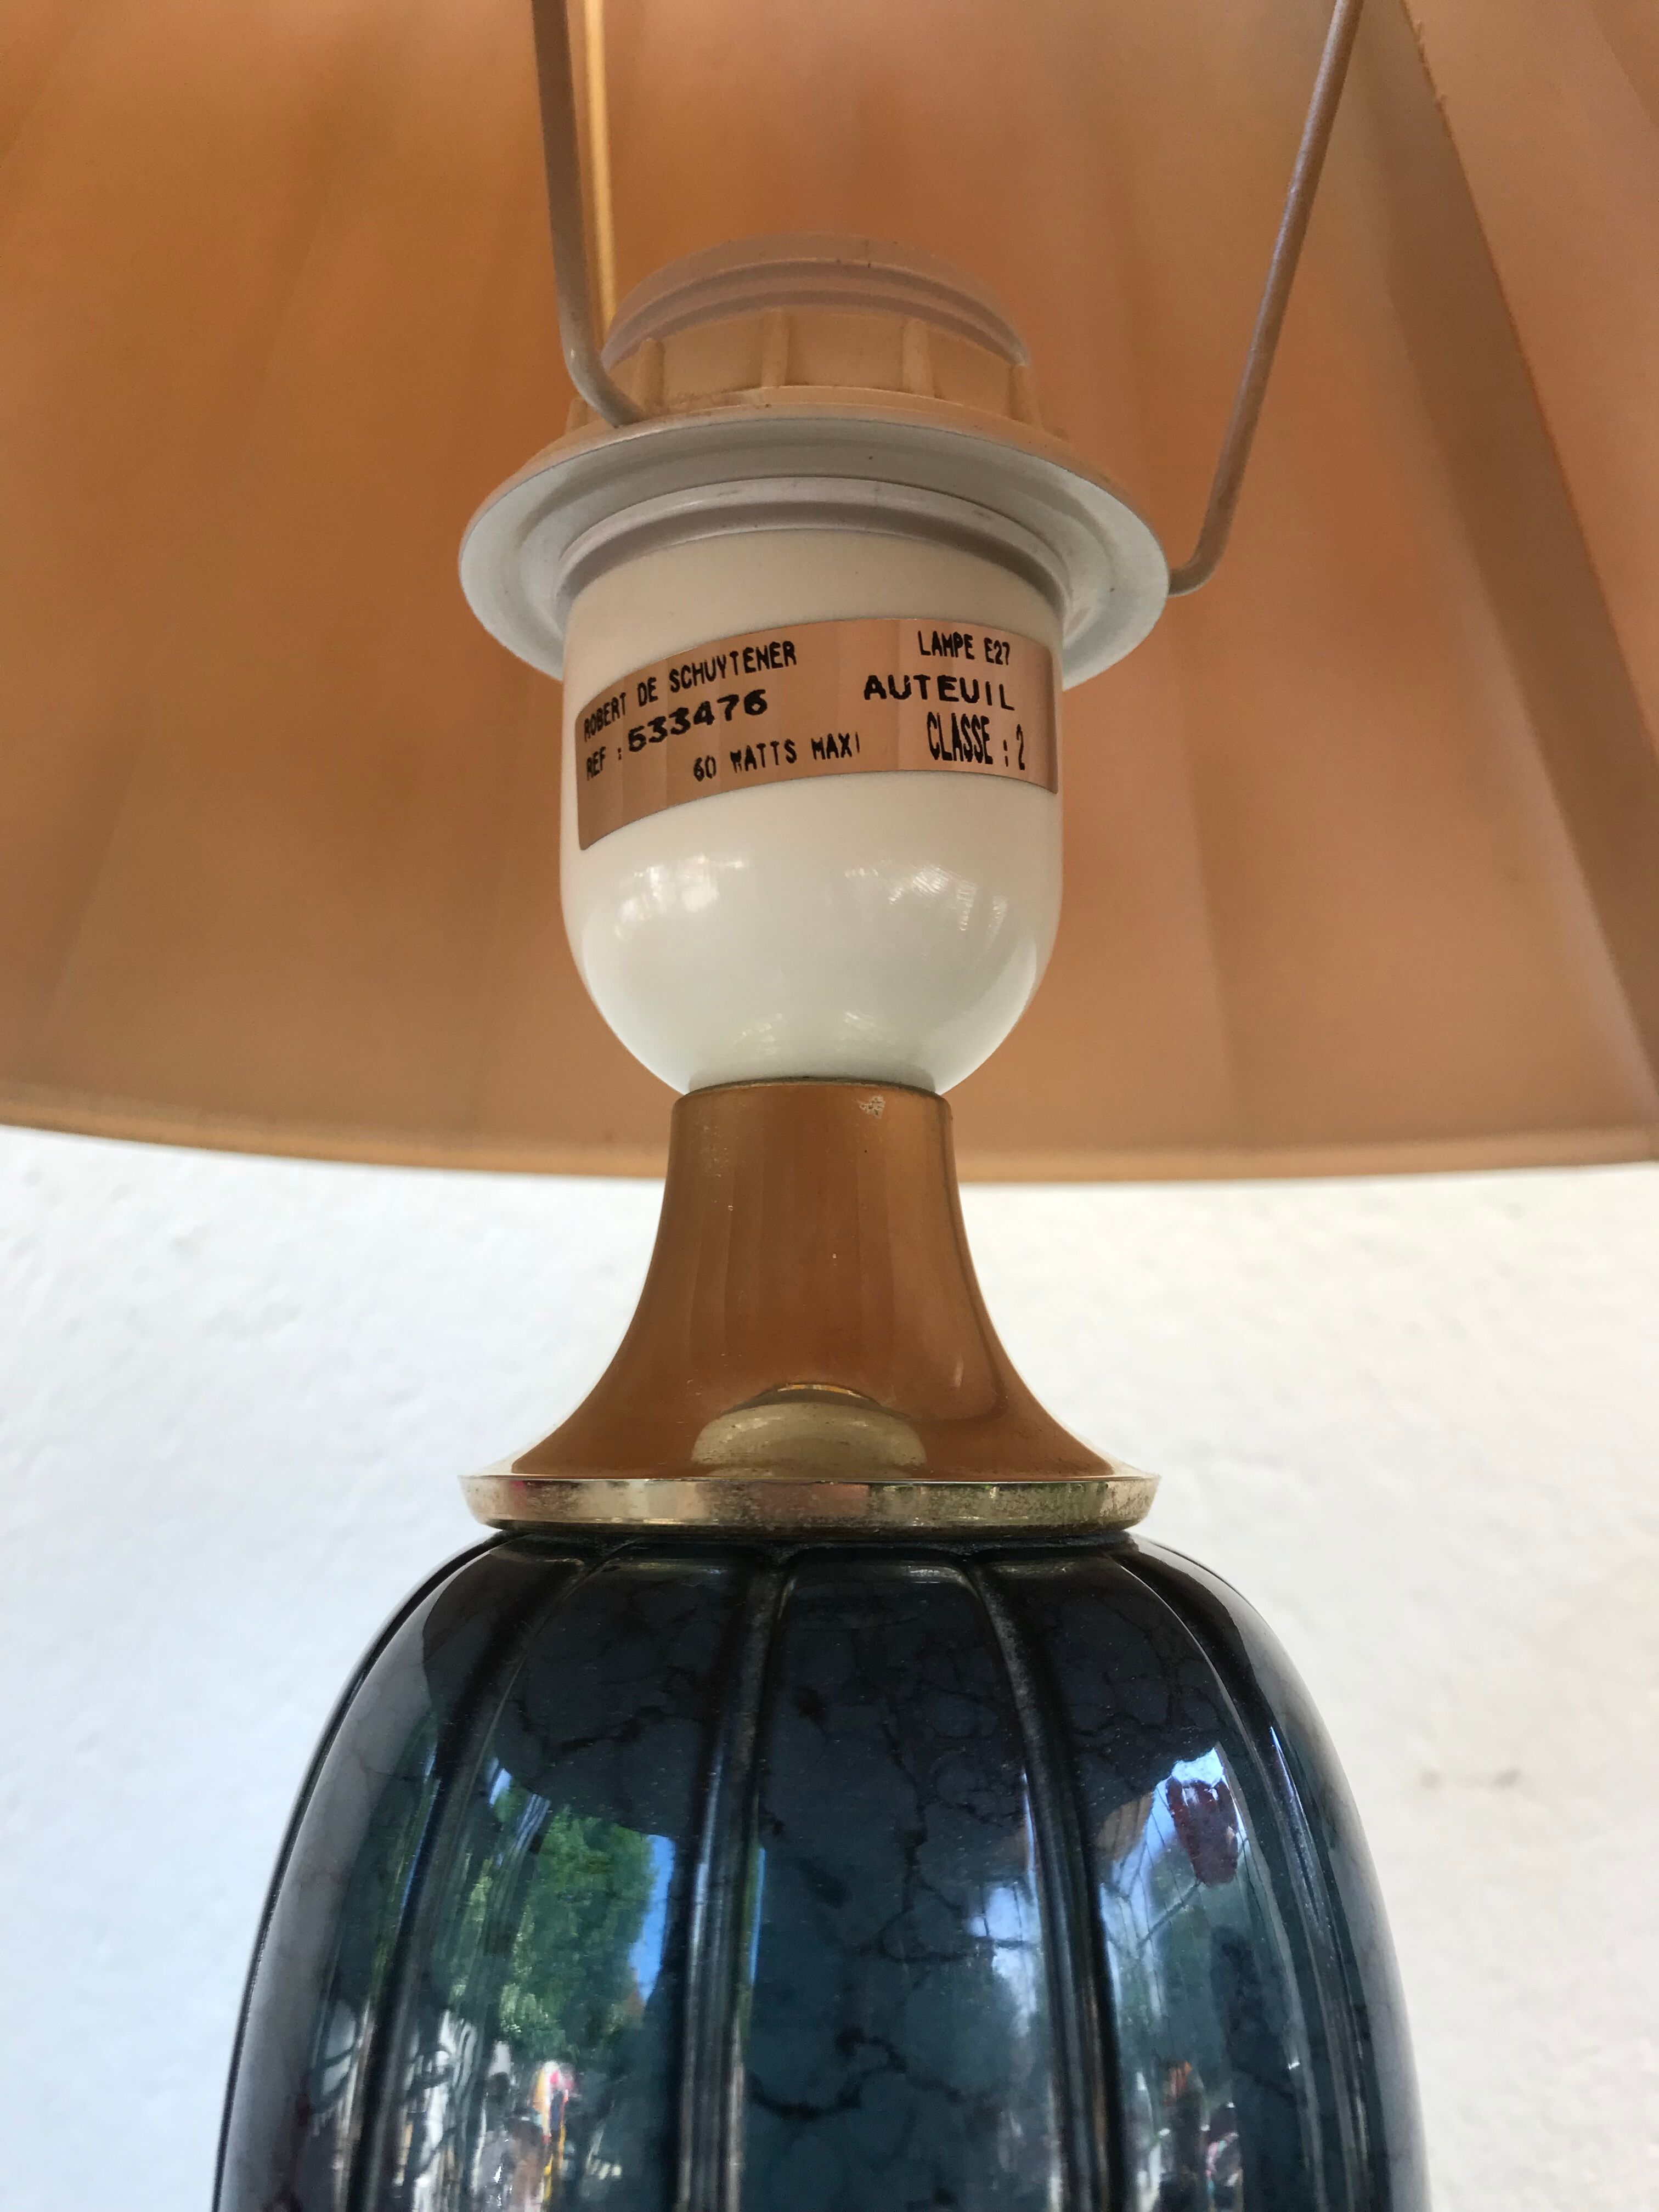 ROBERT DE SCHUYTENER
REF : 533476
60 WATTS MAXI
LAMPE E27
AUTEUIL
CLASSE : 2